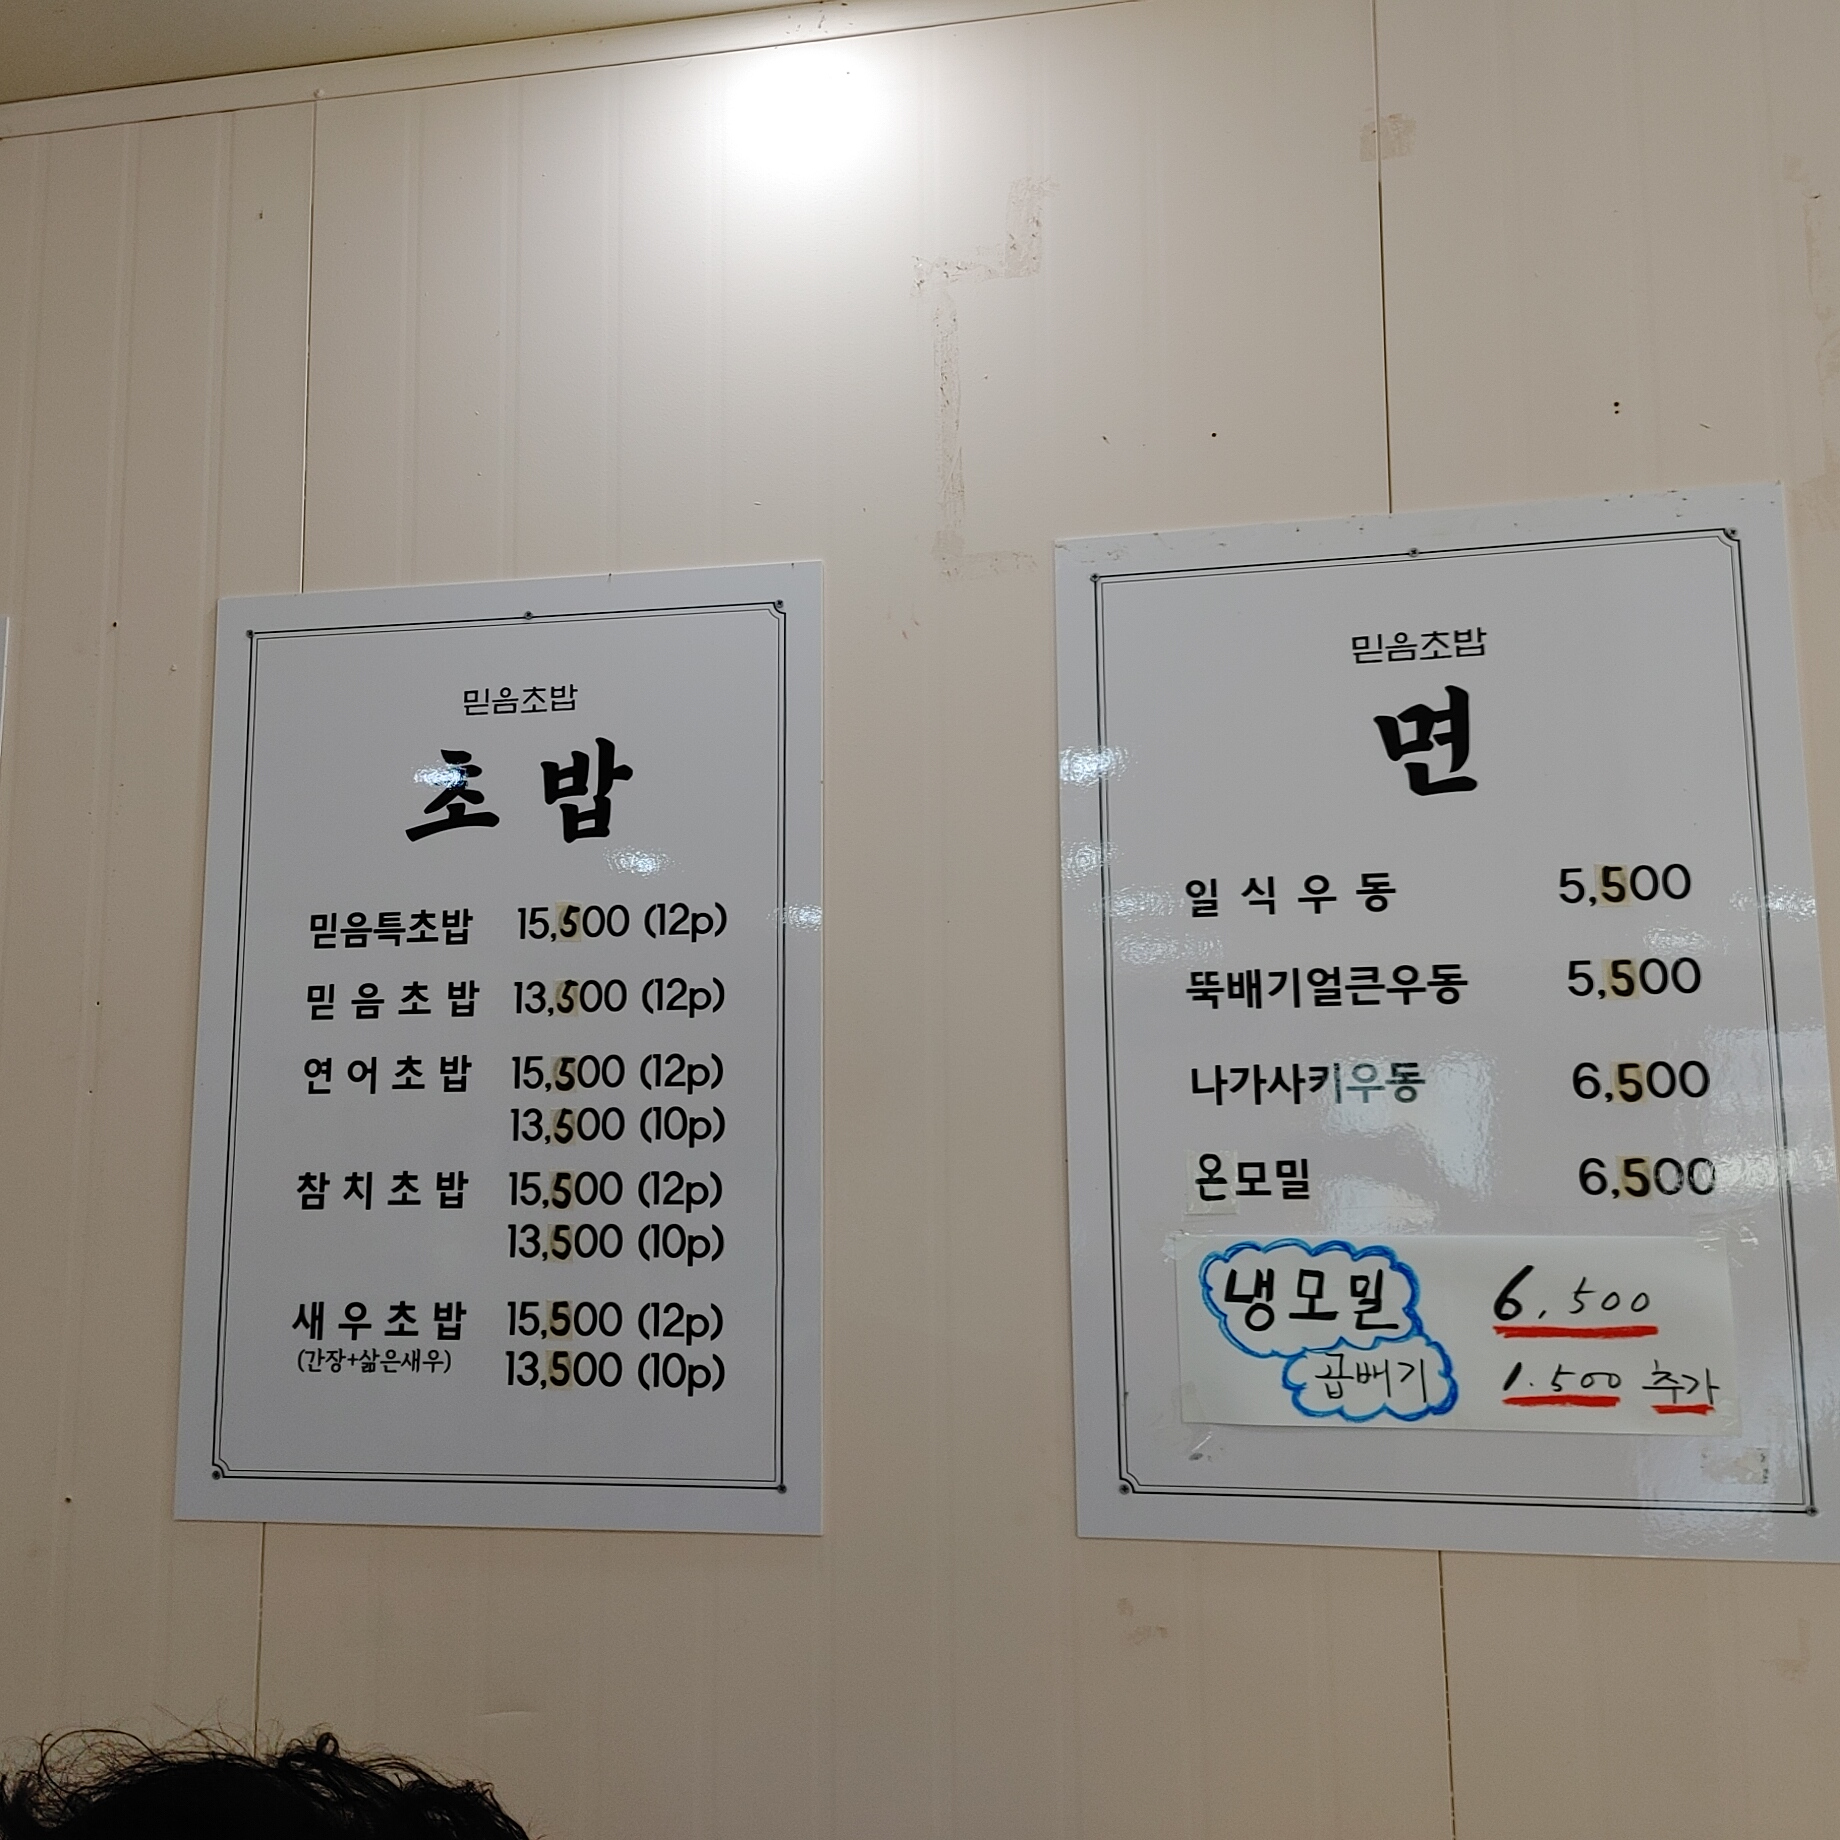 믿음초밥
초밥
믿음특초밥 15,500 (12p)
믿음초밥 13,500 (12p)
연어초밥 15,500 (12p)
13,500 (10p)
참치초밥 15,500 (12p)
13,500 (10p)
새우초밥 15,500 (12p)
(간장+삶은새우) 13,500 (10p)
믿음초밥
면
일식우동 5,500
뚝배기얼큰우동 5,500
나가사키우동 6,500
온모밀 6,500
냉모밀 6,500
곱배기 1.500 추가